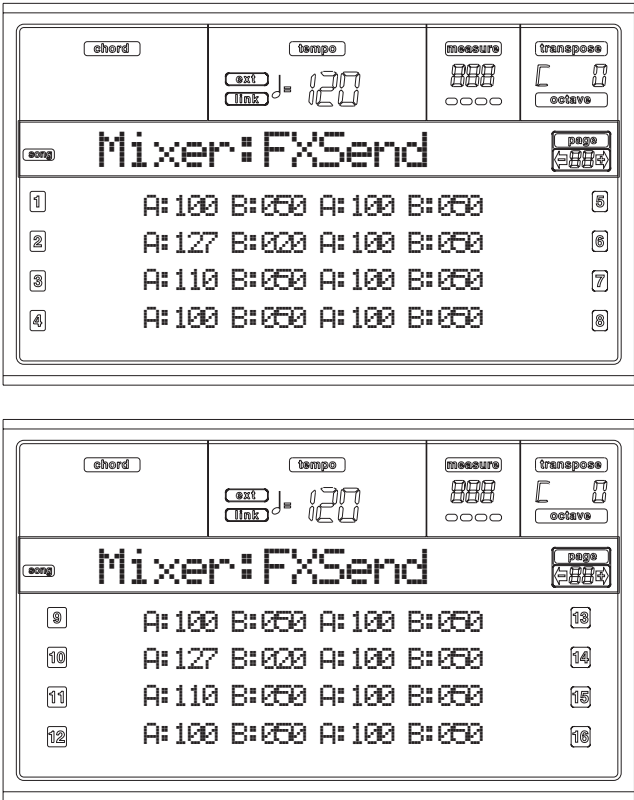 chord tempo measure transpose
ext link ♩= 120 888 C 0
octave
song Mixer:FXSend page 88
1 A:100 B:050 A:100 B:050 5
2 A:127 B:020 A:100 B:050 6
3 A:110 B:050 A:100 B:050 7
4 A:100 B:050 A:100 B:050 8
chord tempo measure transpose
ext link ♩= 120 888 C 0
octave
song Mixer:FXSend page 88
9 A:100 B:050 A:100 B:050 13
10 A:127 B:020 A:100 B:050 14
11 A:110 B:050 A:100 B:050 15
12 A:100 B:050 A:100 B:050 16